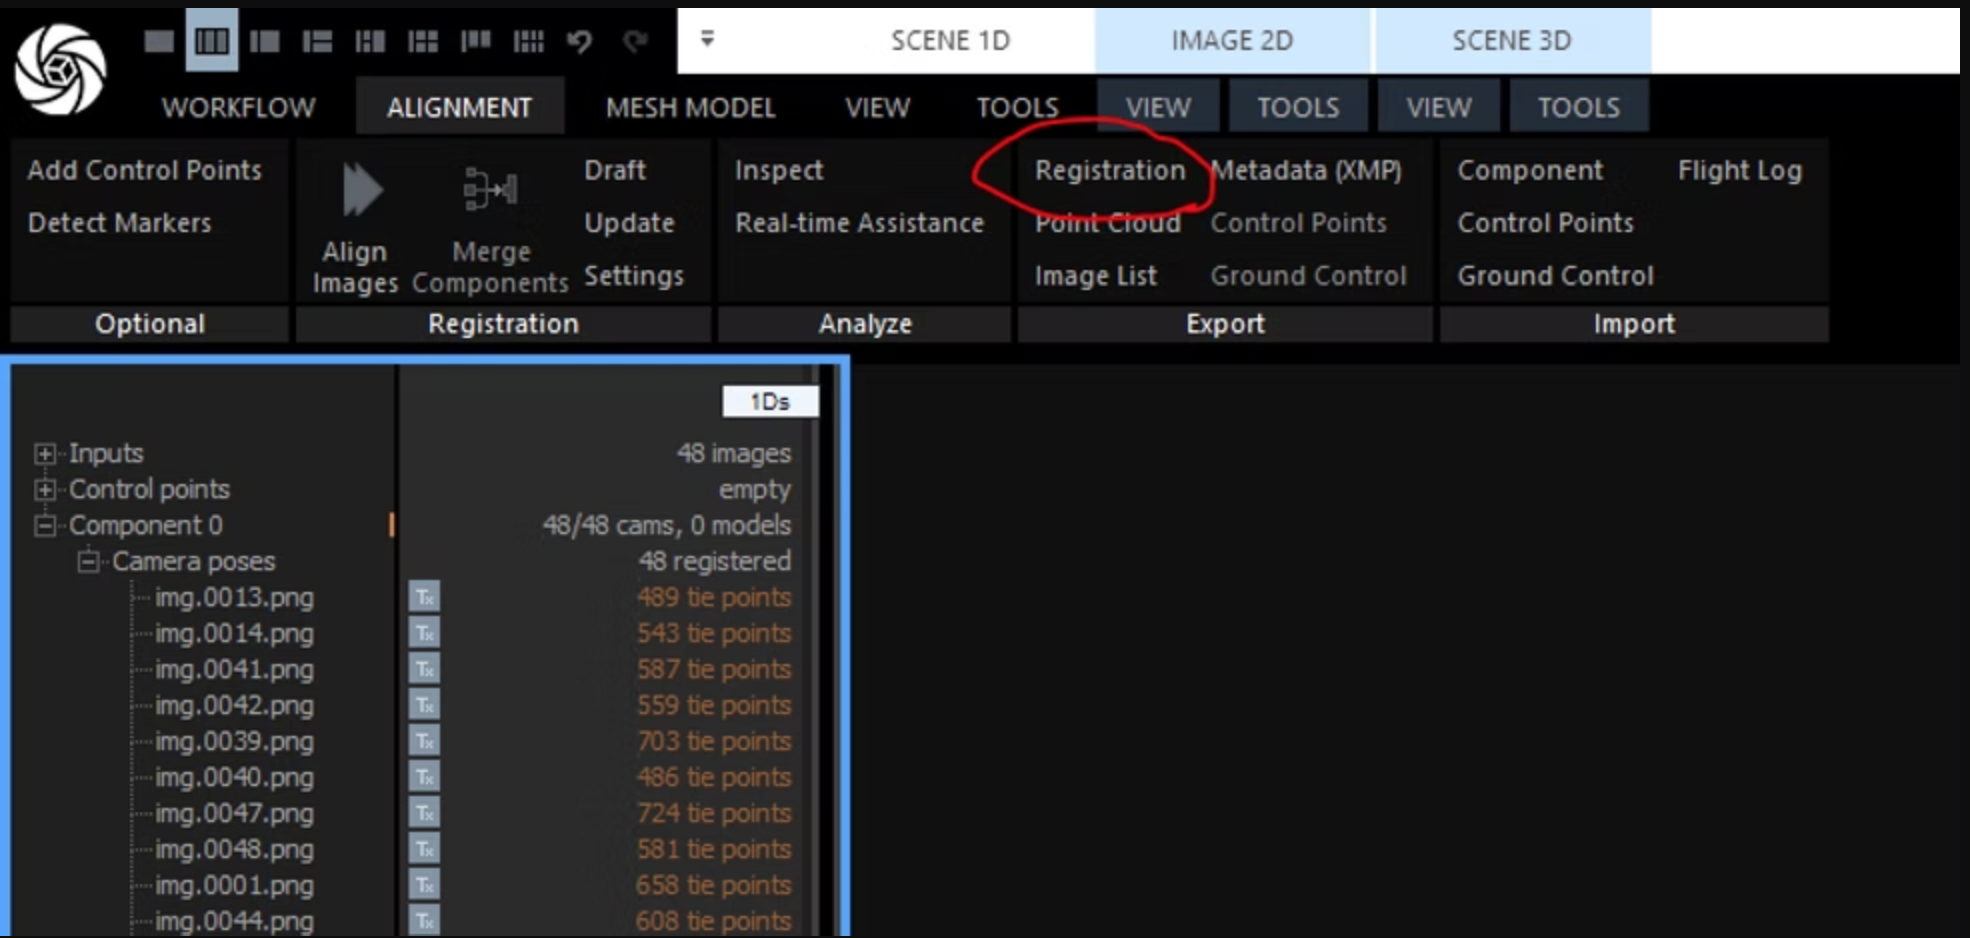 SCENE 1D IMAGE 2D SCENE 3D
WORKFLOW ALIGNMENT MESH MODEL VIEW TOOLS VIEW TOOLS VIEW TOOLS
Add Control Points
Detect Markers
Optional
Align
Images
Merge
Components
Draft
Update
Settings
Registration
Inspect
Real-time Assistance
Analyze
Registration Metadata (XMP)
Point Cloud Control Points
Image List Ground Control
Export
Component Flight Log
Control Points
Ground Control
Import
1Ds
Inputs 48 images
Control points empty
Component 0 48/48 cams, 0 models
Camera poses 48 registered
img.0013.png Tx 489 tie points
img.0014.png Tx 543 tie points
img.0041.png Tx 587 tie points
img.0042.png Tx 559 tie points
img.0039.png Tx 703 tie points
img.0040.png Tx 486 tie points
img.0047.png Tx 724 tie points
img.0048.png Tx 581 tie points
img.0001.png Tx 658 tie points
img.0044.png Tx 608 tie points